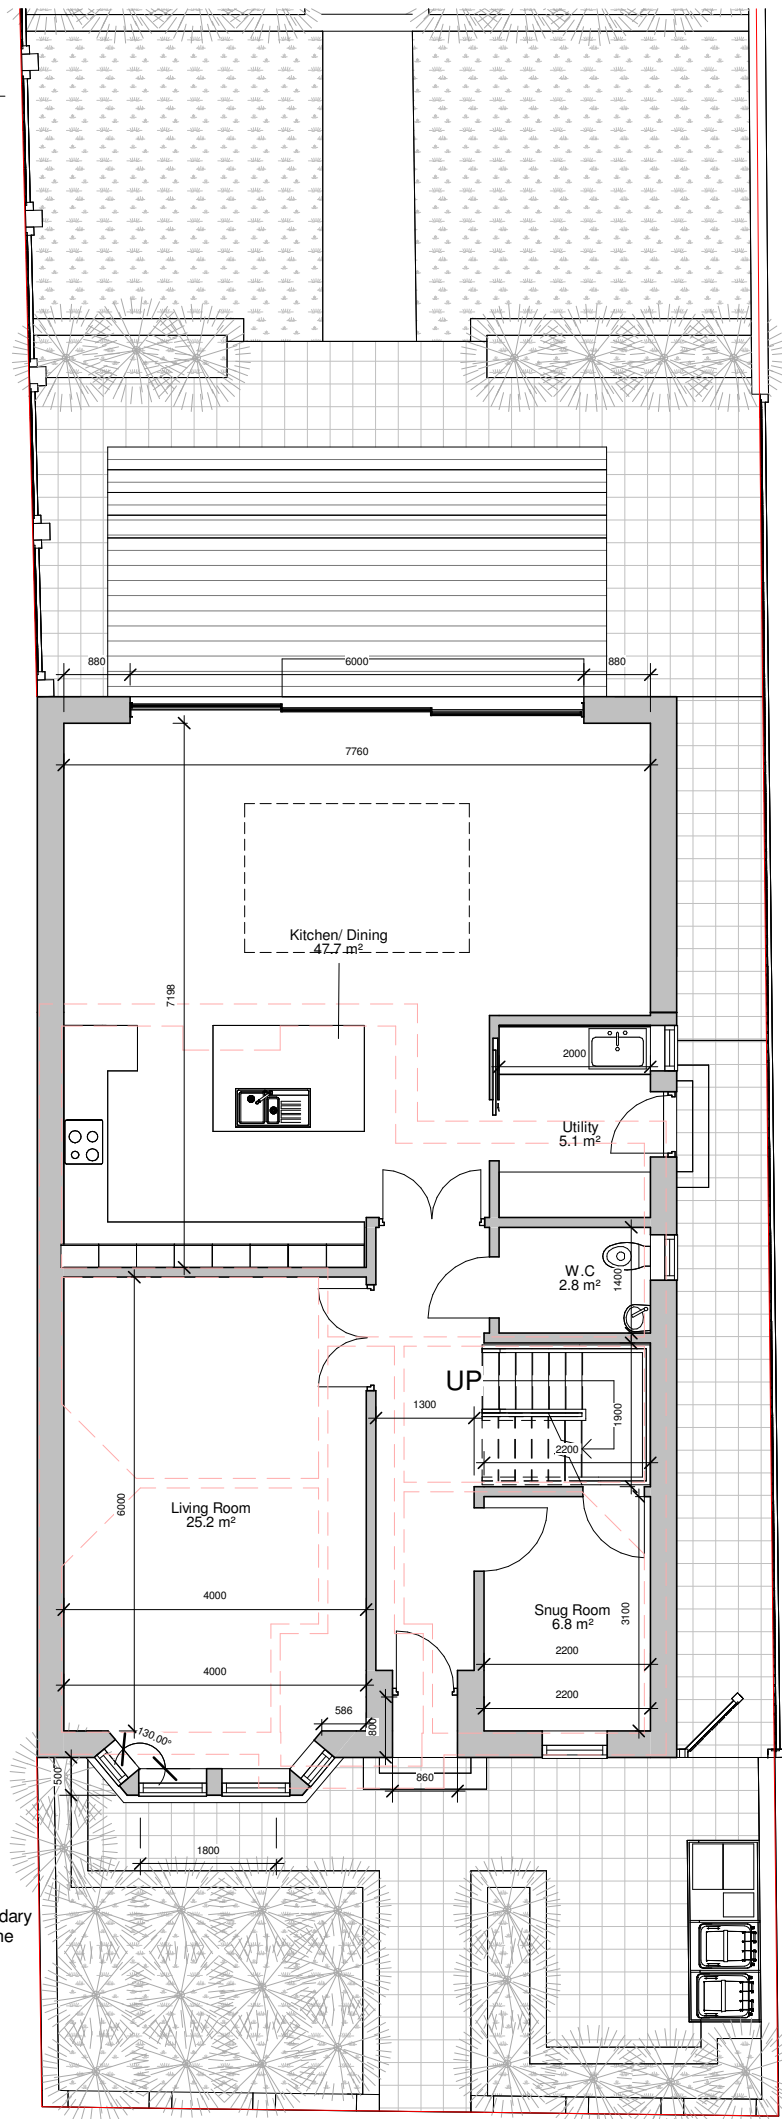 880
6000
880
7760
Kitchen/ Dining
47.7 m²
7198
2000
Utility
5.1 m²
W.C
2.8 m²
1400
UP
1300
1900
2200
6000
Living Room
25.2 m²
Snug Room
6.8 m²
3100
4000
2200
4000
2200
586
800
130.00°
500
860
1800
dary
ne